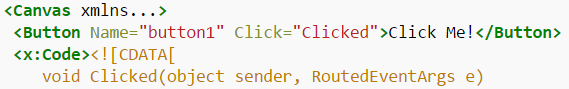 <Canvas xmlns...>
<Button Name="button1" Click="Clicked">Click Me!</Button>
<x:Code><![CDATA[
void Clicked(object sender, RoutedEventArgs e)